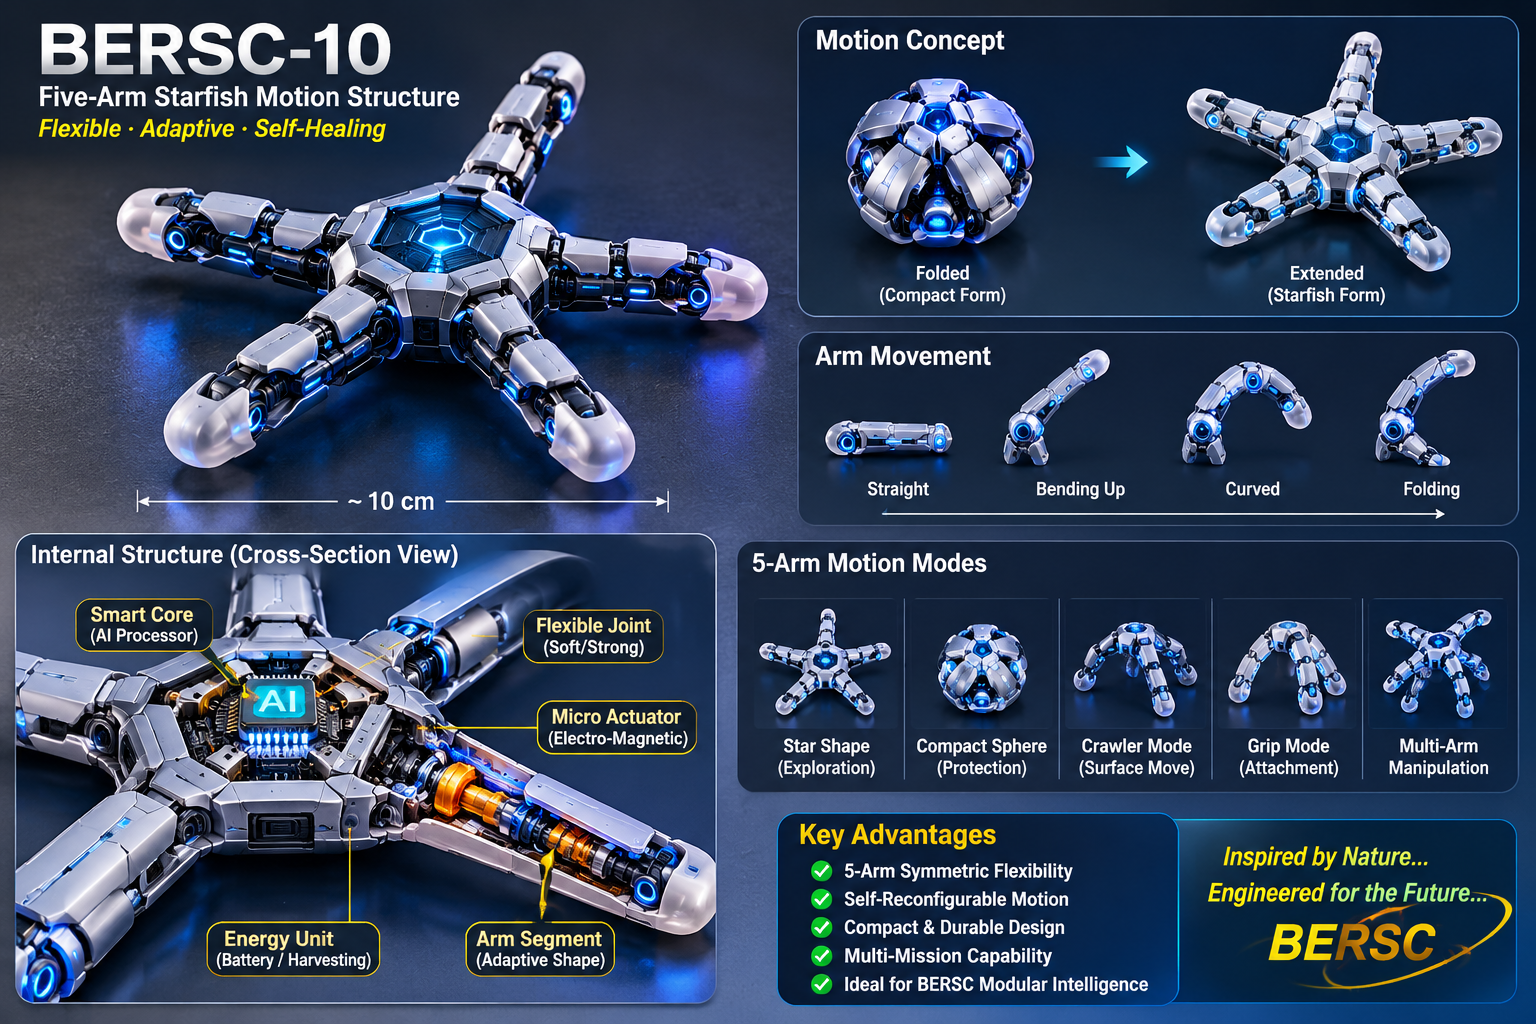 BERSC-10
Five-Arm Starfish Motion Structure
Flexible · Adaptive · Self-Healing
~ 10 cm
Motion Concept
Folded
(Compact Form)
Extended
(Starfish Form)
Arm Movement
Straight
Bending Up
Curved
Folding
Internal Structure (Cross-Section View)
Smart Core
(AI Processor)
Flexible Joint
(Soft/Strong)
AI
Micro Actuator
(Electro-Magnetic)
Energy Unit
(Battery / Harvesting)
Arm Segment
(Adaptive Shape)
5-Arm Motion Modes
Star Shape
(Exploration)
Compact Sphere
(Protection)
Crawler Mode
(Surface Move)
Grip Mode
(Attachment)
Multi-Arm
Manipulation
Key Advantages
5-Arm Symmetric Flexibility
Self-Reconfigurable Motion
Compact & Durable Design
Multi-Mission Capability
Ideal for BERSC Modular Intelligence
Inspired by Nature...
Engineered for the Future...
BERSC